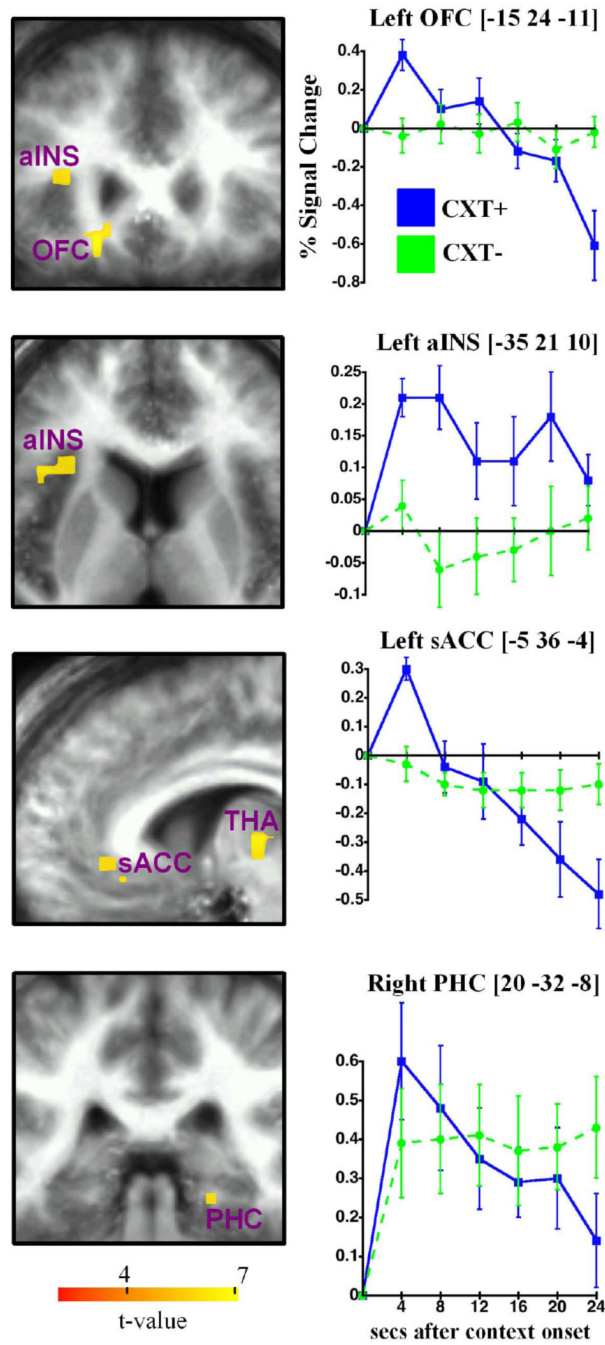 Left OFC [-15 24 -11]
aINS
OFC
% Signal Change
0.4
0.2
0
-0.2
-0.4
-0.6
-0.8
CXT+
CXT-
Left aINS [-35 21 10]
aINS
0.25
0.20
0.15
0.1
0.05
0
-0.05
-0.1
Left sACC [-5 36 -4]
THA
sACC
0.3
0.2
0.1
0
-0.1
-0.2
-0.3
-0.4
-0.5
Right PHC [20 -32 -8]
PHC
0.6
0.5
0.4
0.3
0.2
0.1
0
4 8 12 16 20 24
secs after context onset
4 7
t-value